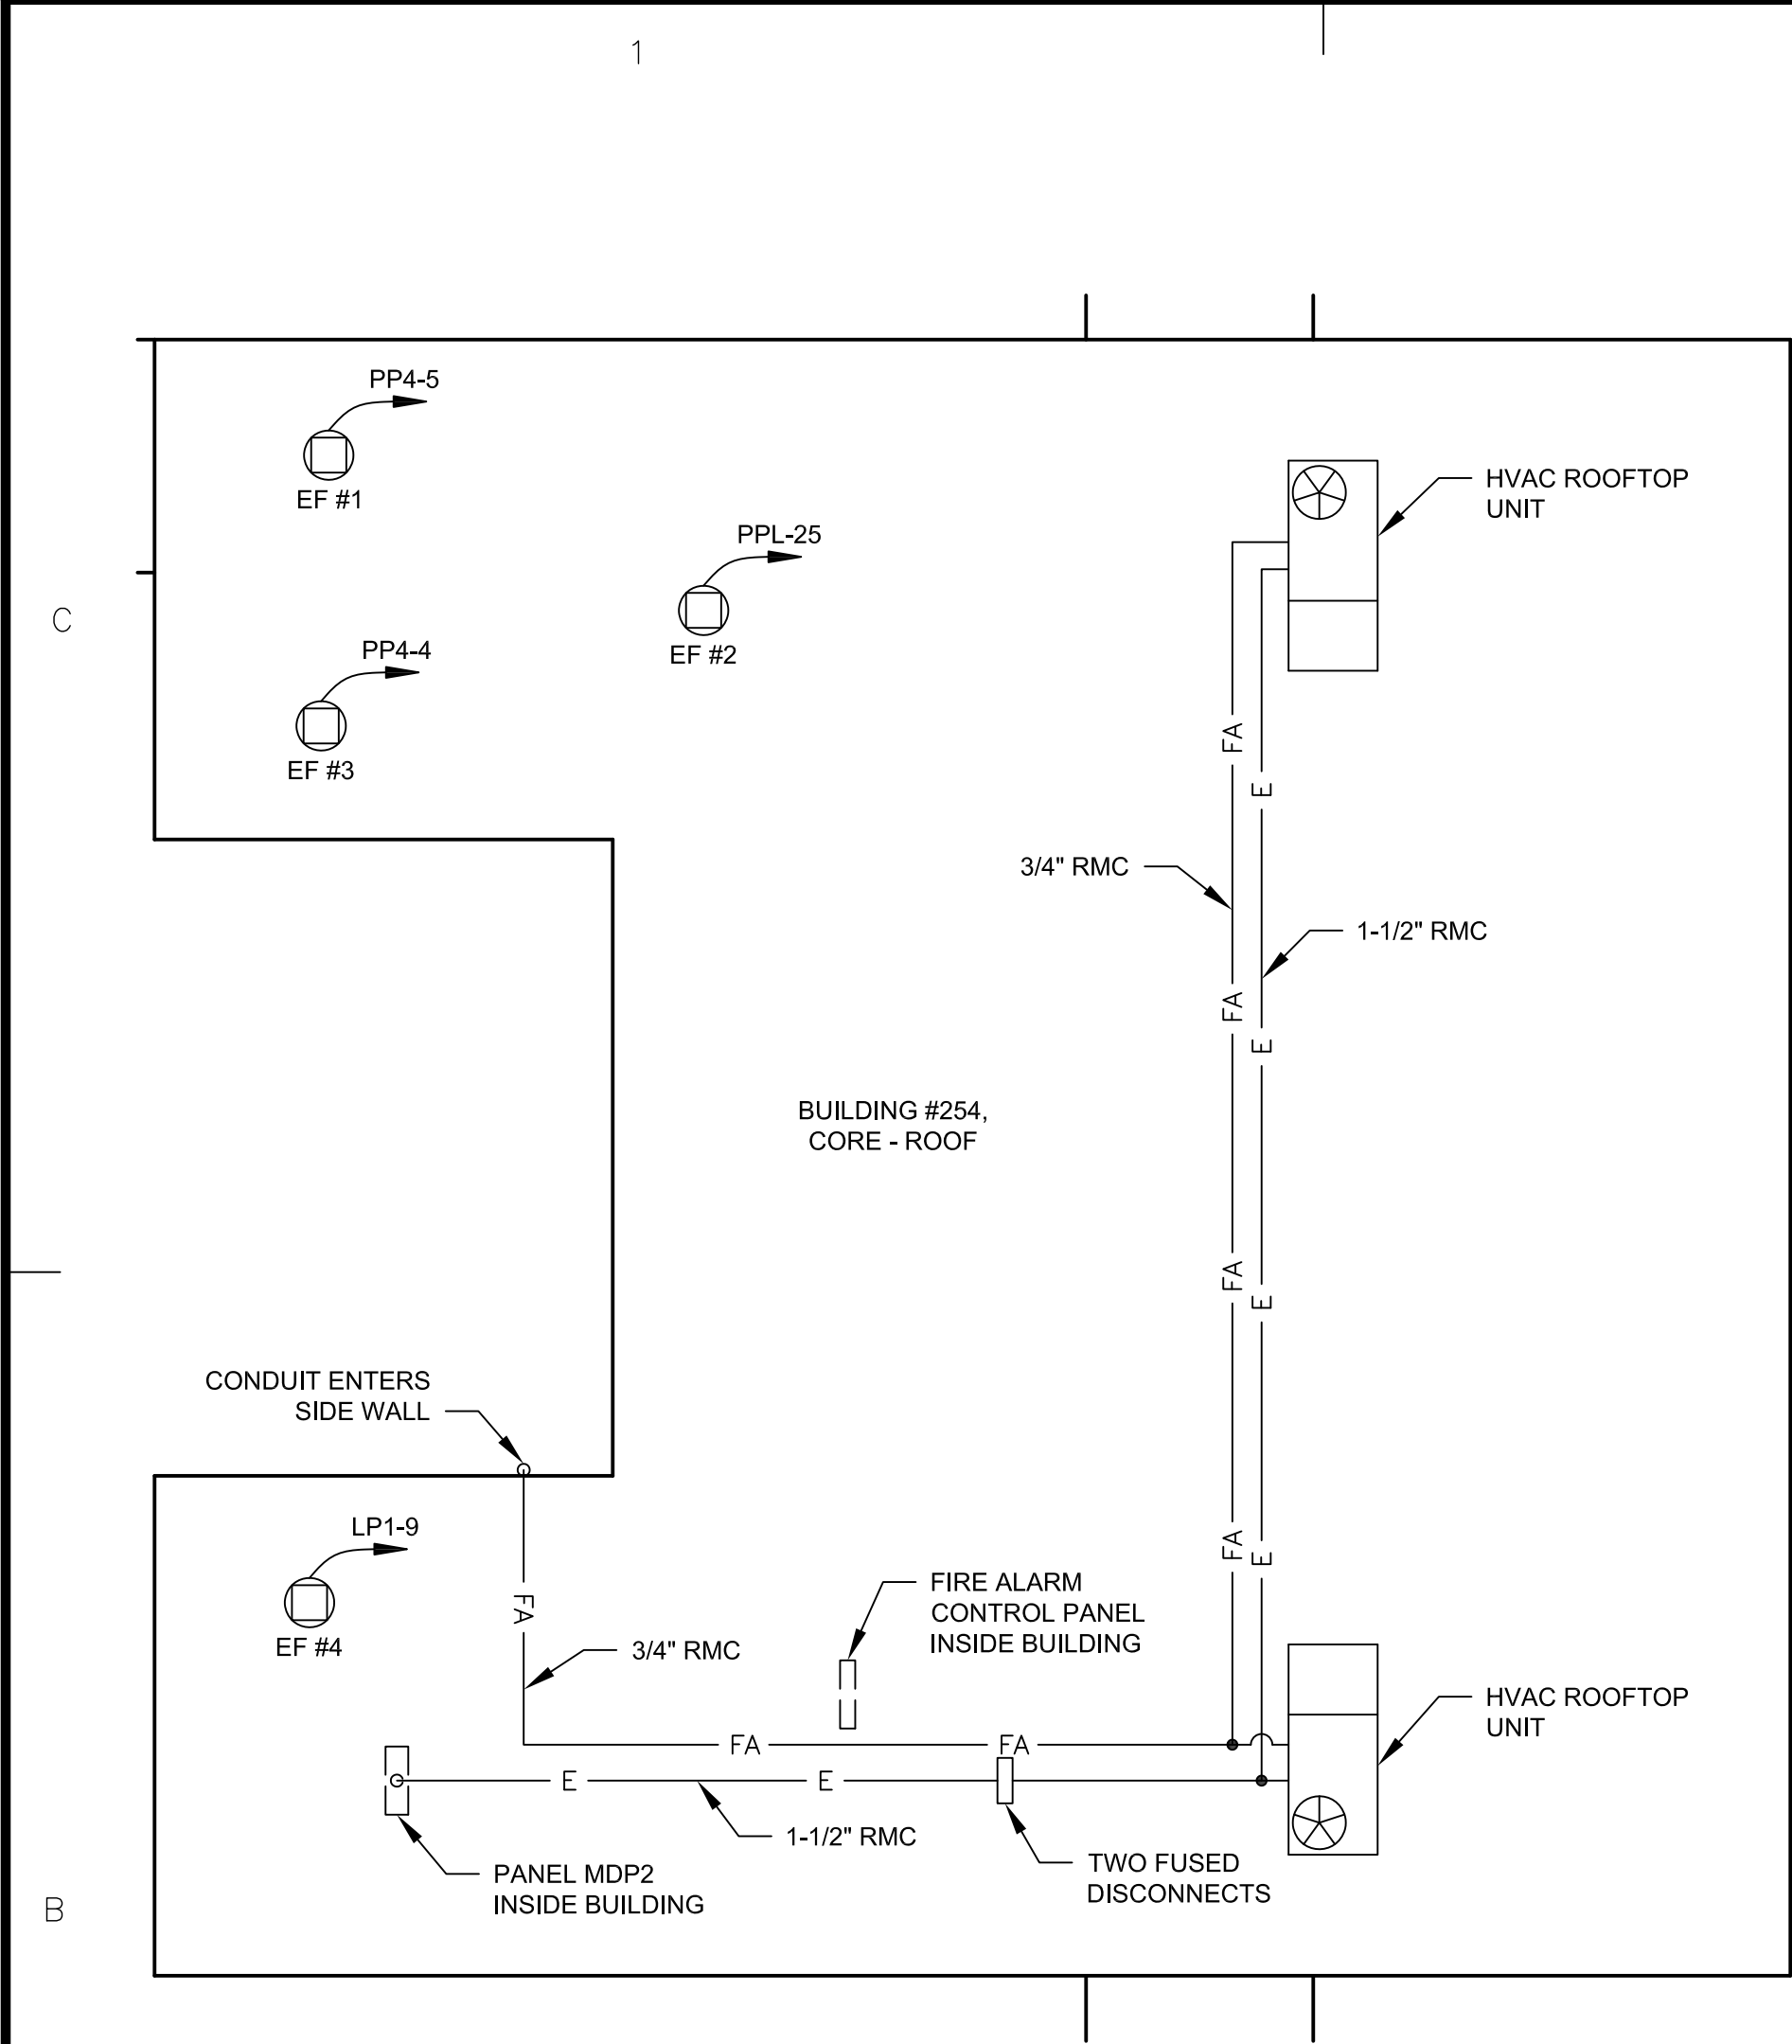 1
PP4-5
EF #1
HVAC ROOFTOP
UNIT
PPL-25
EF #2
C
PP4-4
EF #3
FA
E
3/4" RMC
1-1/2" RMC
FA
E
BUILDING #254,
CORE - ROOF
FA
E
CONDUIT ENTERS
SIDE WALL
LP1-9
EF #4
FA
E
FIRE ALARM
CONTROL PANEL
INSIDE BUILDING
FA
3/4" RMC
HVAC ROOFTOP
UNIT
FA
FA
E
E
1-1/2" RMC
TWO FUSED
DISCONNECTS
PANEL MDP2
INSIDE BUILDING
B